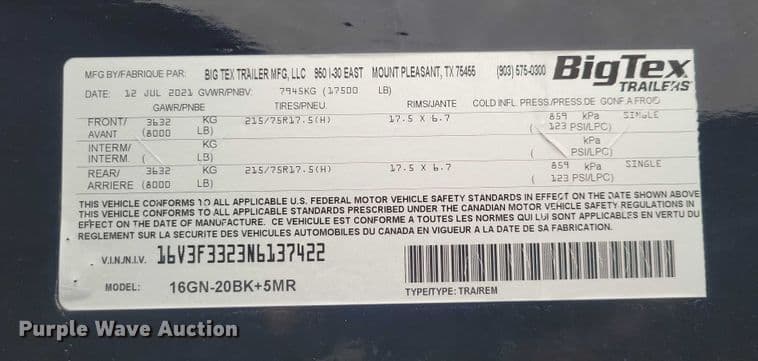 MFG BY/FABRIQUE PAR: BIG TEX TRAILER MFG, LLC 950 I-30 EAST MOUNT PLEASANT, TX 75455 (903) 575-0300 BigTex TRAILERS
DATE: 12 JUL 2021 GVWR/PNBV: 7945KG (17500 LB)
GAWR/PNBE TIRES/PNEU. RIMS/JANTE COLD INFL. PRESS/PRESS.DE GONF.A FROID
FRONT/ 3632 KG 215/75R17.5(H) 17.5 X 6.7 859 kPa SINGLE
AVANT (8000 LB) ( 123 PSI/LPC)
INTERM/ KG kPa
INTERM. ( LB) ( PSI/LPC)
REAR/ 3632 KG 215/75R17.5(H) 17.5 X 6.7 859 kPa SINGLE
ARRIERE (8000 LB) ( 123 PSI/LPC)
THIS VEHICLE CONFORMS TO ALL APPLICABLE U.S. FEDERAL MOTOR VEHICLE SAFETY STANDARDS IN EFFECT ON THE DATE SHOWN ABOVE
THIS VEHICLE CONFORMS TO ALL APPLICABLE STANDARDS PRESCRIBED UNDER THE CANADIAN MOTOR VEHICLE SAFETY REGULATIONS IN
EFFECT ON THE DATE OF MANUFACTURE. CE VEHICULE EST CONFORME A TOUTES LES NORMES QUI LUI SONT APPLICABLES EN VERTU DU
REGLEMENT SUR LA SECURITE DES VEHICULES AUTOMOBILES DU CANADA EN VIGUEUR A LA DATE DE SA FABRICATION.
V.I.N./N.I.V. 16V3F3323N6137422
MODEL: 16GN-20BK+5MR TYPE/TYPE: TRA/REM
Purple Wave Auction